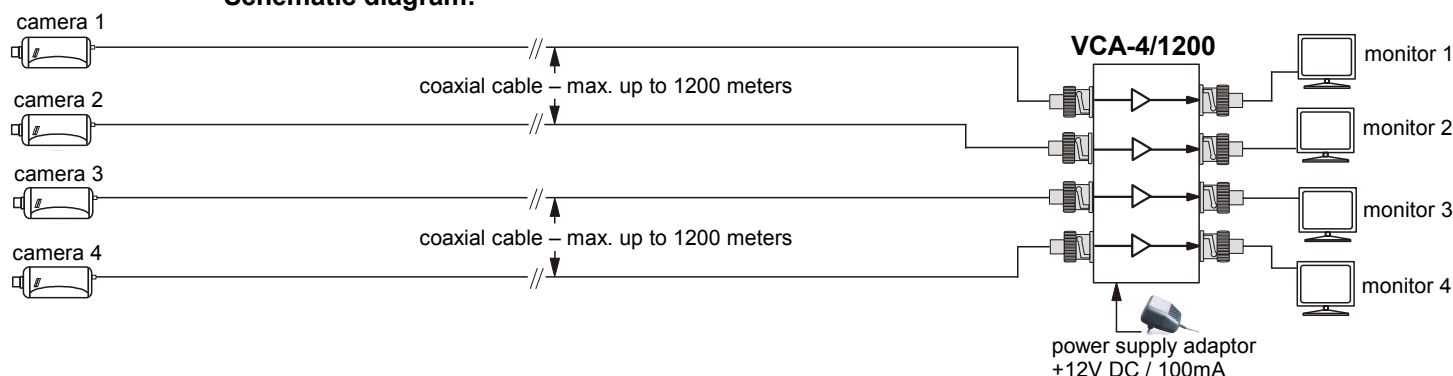 Schematic diagram:
camera 1
VCA-4/1200
monitor 1
coaxial cable – max. up to 1200 meters
camera 2
monitor 2
camera 3
monitor 3
coaxial cable – max. up to 1200 meters
camera 4
monitor 4
power supply adaptor
+12V DC / 100mA